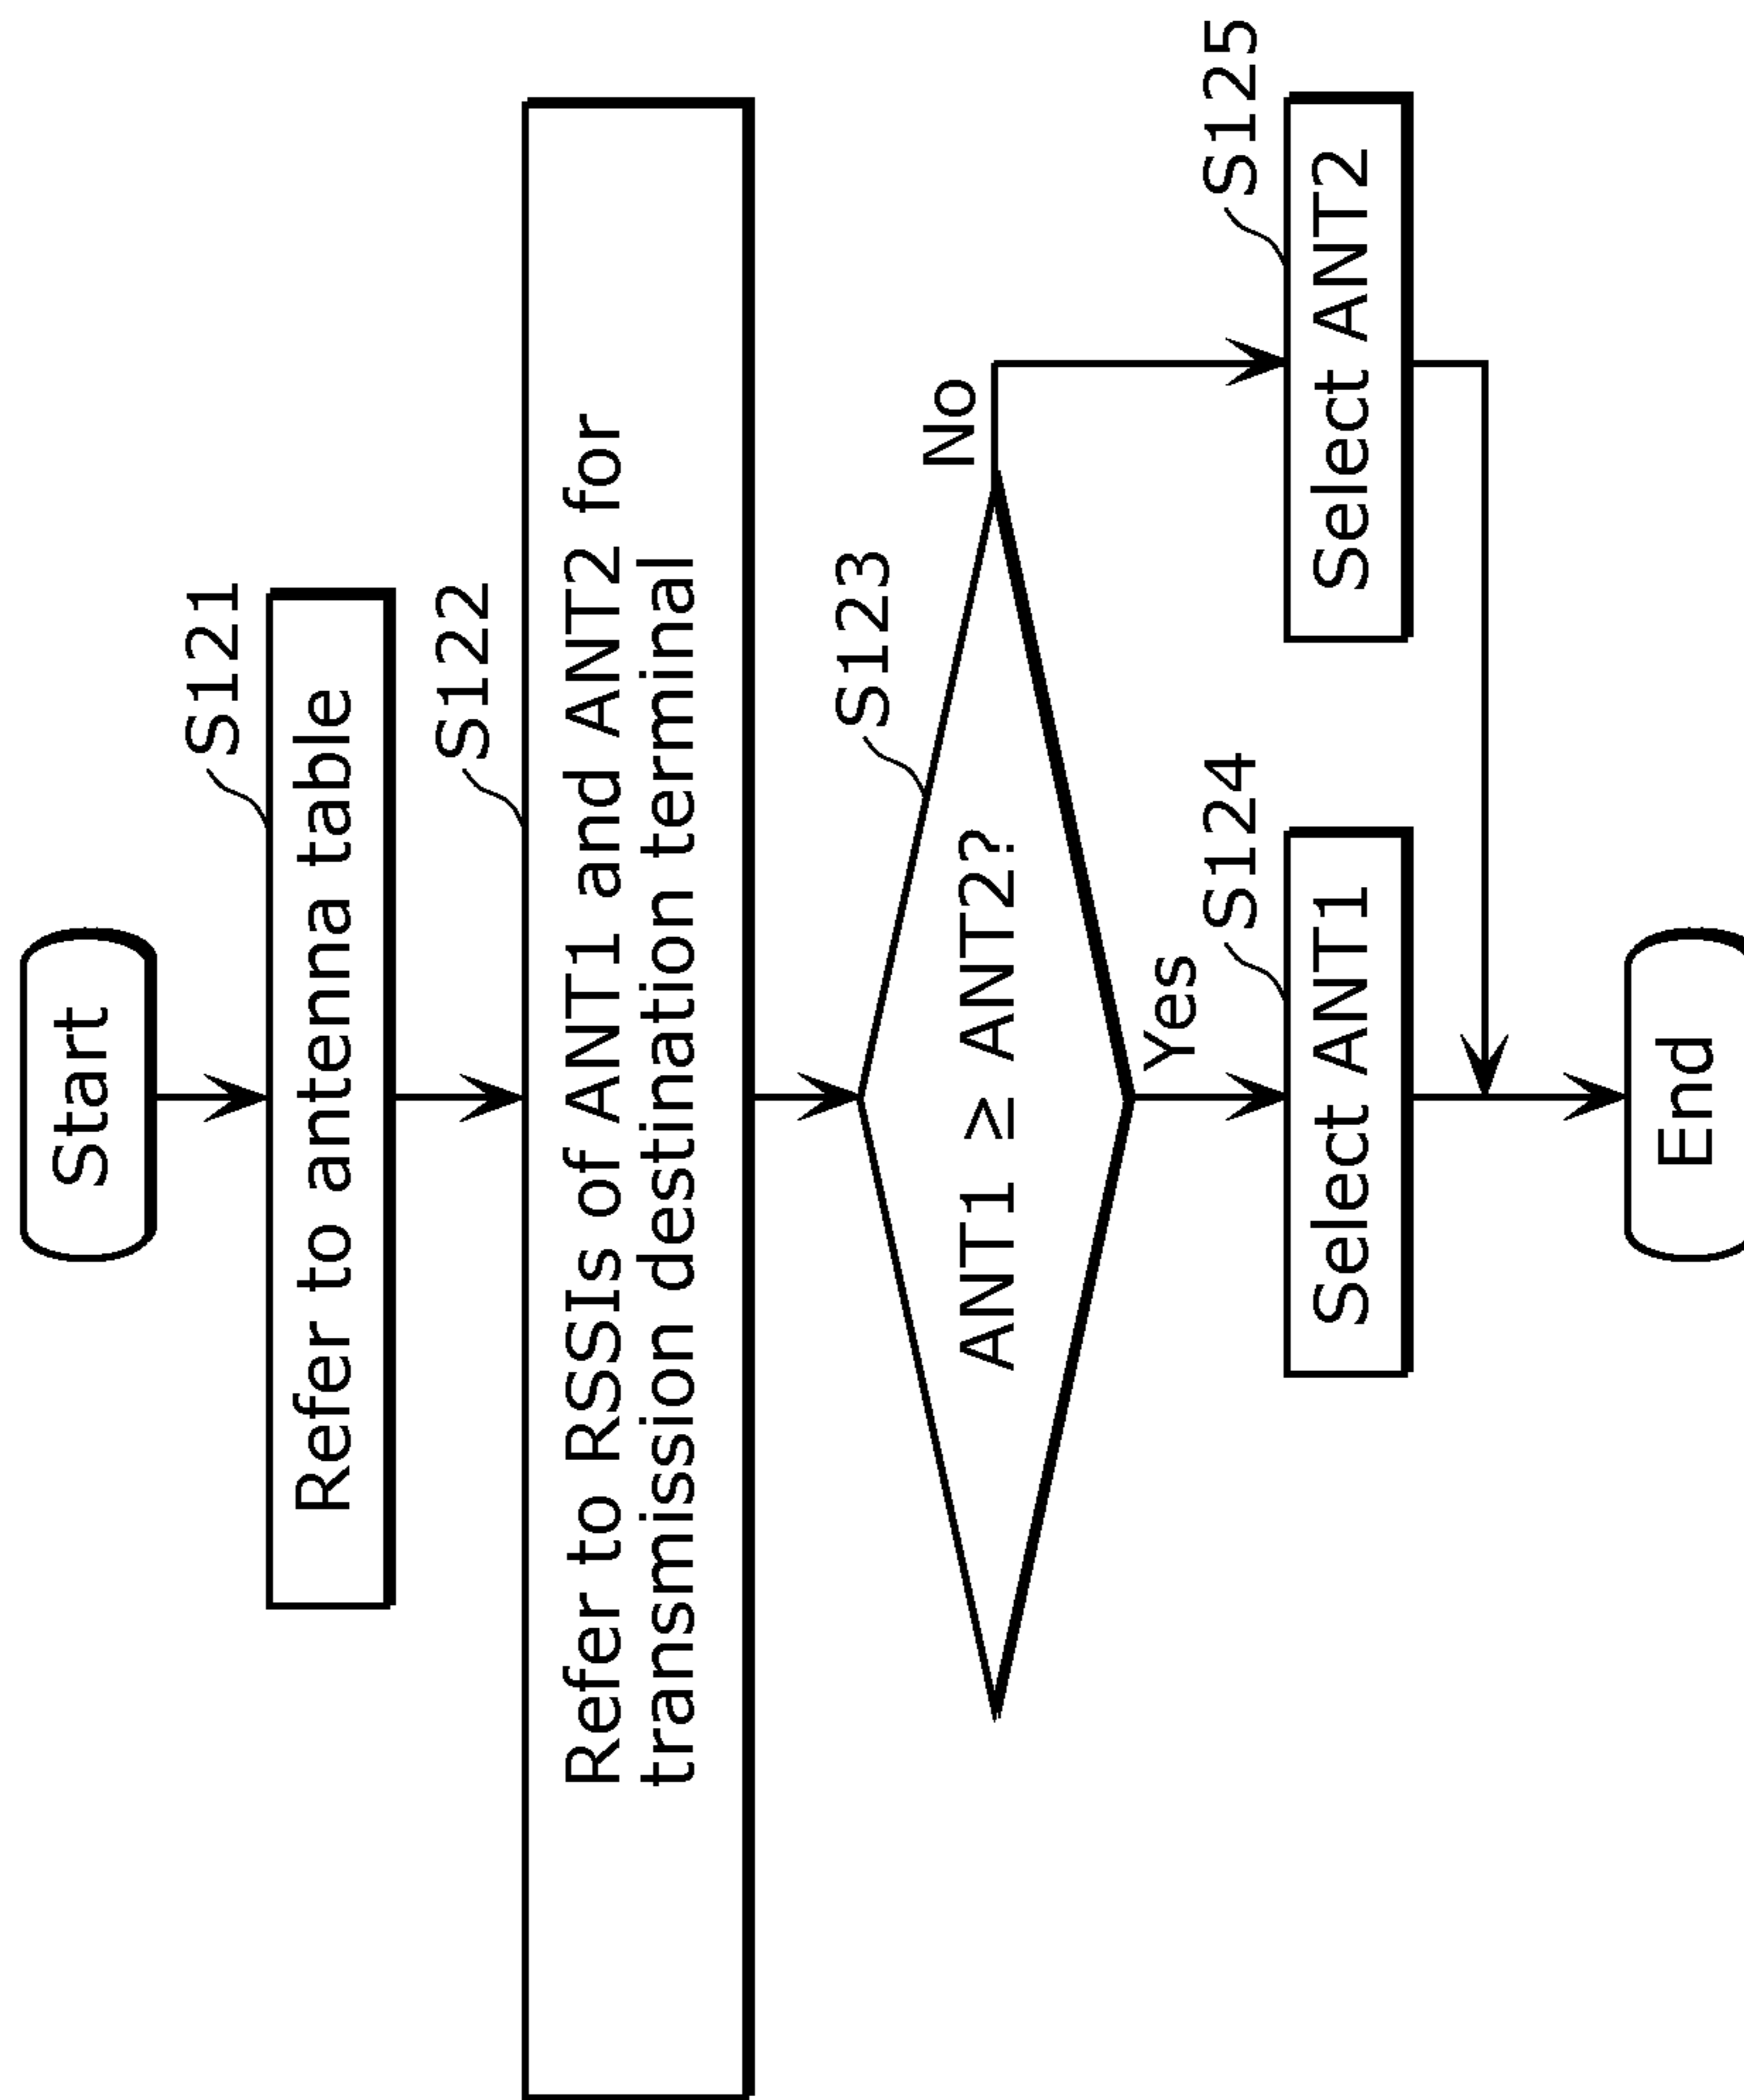 Start
S121
Refer to antenna table
S122
Refer to RSSIs of ANT1 and ANT2 for
transmission destination terminal
S123
ANT1 ≥ ANT2?
No
Yes
S124
Select ANT1
S125
Select ANT2
End